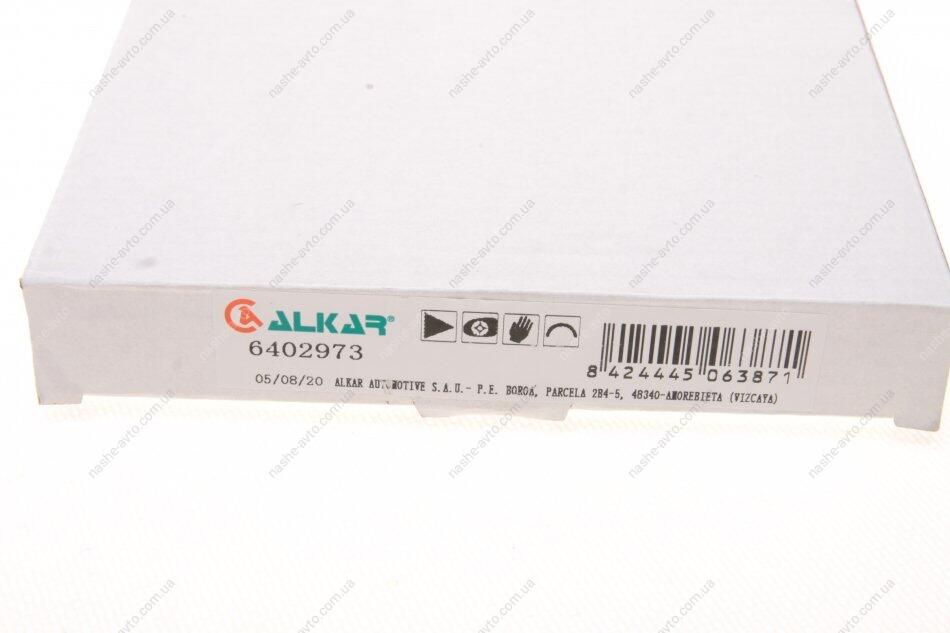 ALKAR®
6402973
8 424445 063871
05/08/20 ALKAR AUTOMOTIVE S.A.U.- P.E. BOROA, PARCELA 2B4-5, 48340-AMOREBIETA (VIZCAYA)
nashe-avto.com.ua